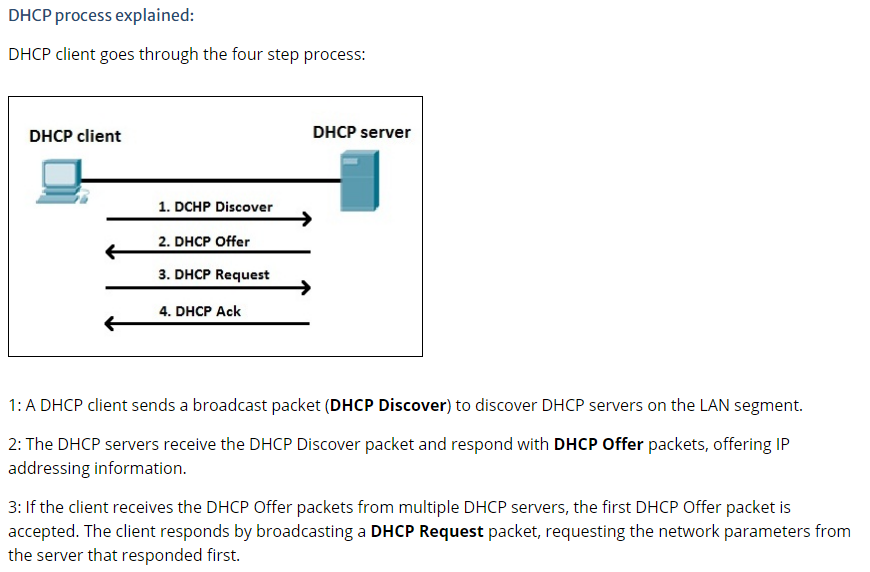 DHCP process explained:
DHCP client goes through the four step process:
DHCP client
DHCP server
1. DCHP Discover
2. DHCP Offer
3. DHCP Request
4. DHCP Ack
1: A DHCP client sends a broadcast packet (DHCP Discover) to discover DHCP servers on the LAN segment.
2: The DHCP servers receive the DHCP Discover packet and respond with DHCP Offer packets, offering IP
addressing information.
3: If the client receives the DHCP Offer packets from multiple DHCP servers, the first DHCP Offer packet is
accepted. The client responds by broadcasting a DHCP Request packet, requesting the network parameters from
the server that responded first.